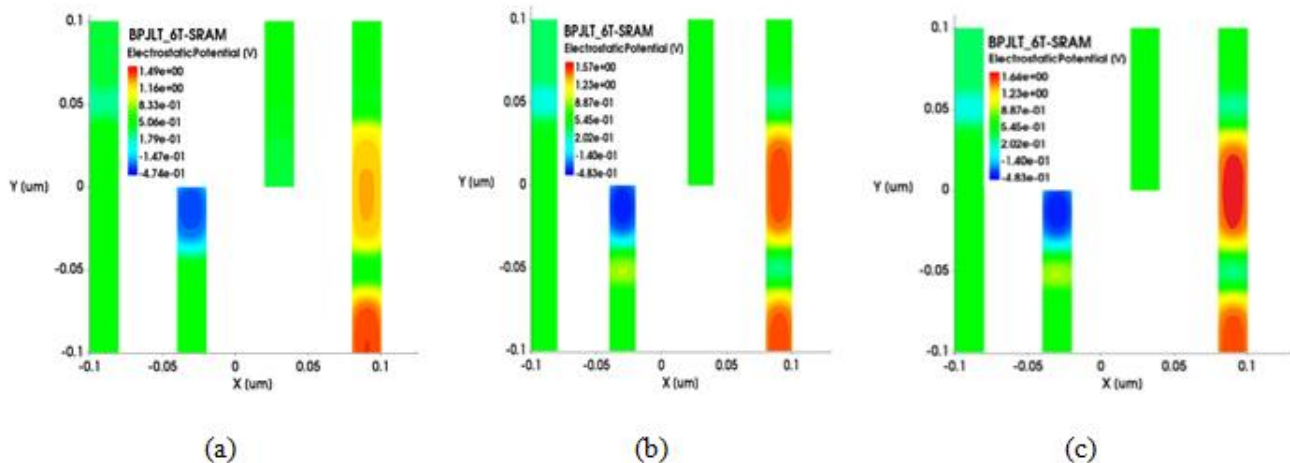 0.1
BPJLT_6T-SRAM
ElectrostaticPotential (V)
1.49e+00
1.16e+00
8.33e-01
5.06e-01
1.79e-01
-1.47e-01
-4.74e-01
0.05
Y (um)
0
-0.05
-0.1
-0.1 -0.05 0 0.05 0.1
X (um)
(a)
0.1
BPJLT_6T-SRAM
ElectrostaticPotential (V)
1.57e+00
1.23e+00
8.87e-01
5.45e-01
2.02e-01
-1.40e-01
-4.83e-01
0.05
Y (um)
0
-0.05
-0.1
-0.1 -0.05 0 0.05 0.1
X (um)
(b)
0.1
BPJLT_6T-SRAM
ElectrostaticPotential (V)
1.64e+00
1.23e+00
8.87e-01
5.45e-01
2.02e-01
-1.40e-01
-4.83e-01
0.05
Y (um)
0
-0.05
-0.1
-0.1 -0.05 0 0.05 0.1
X (um)
(c)